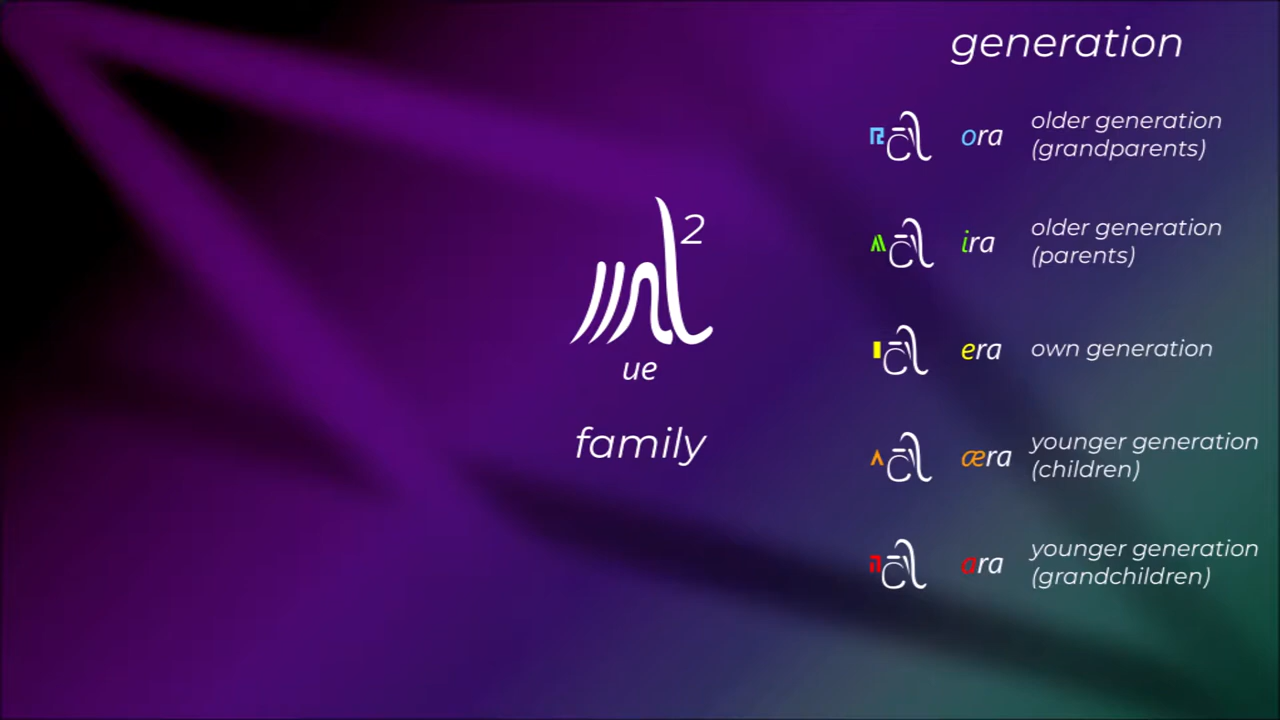 generation
ora
older generation
(grandparents)
ira
older generation
(parents)
2
ue
family
era
own generation
æra
younger generation
(children)
ara
younger generation
(grandchildren)